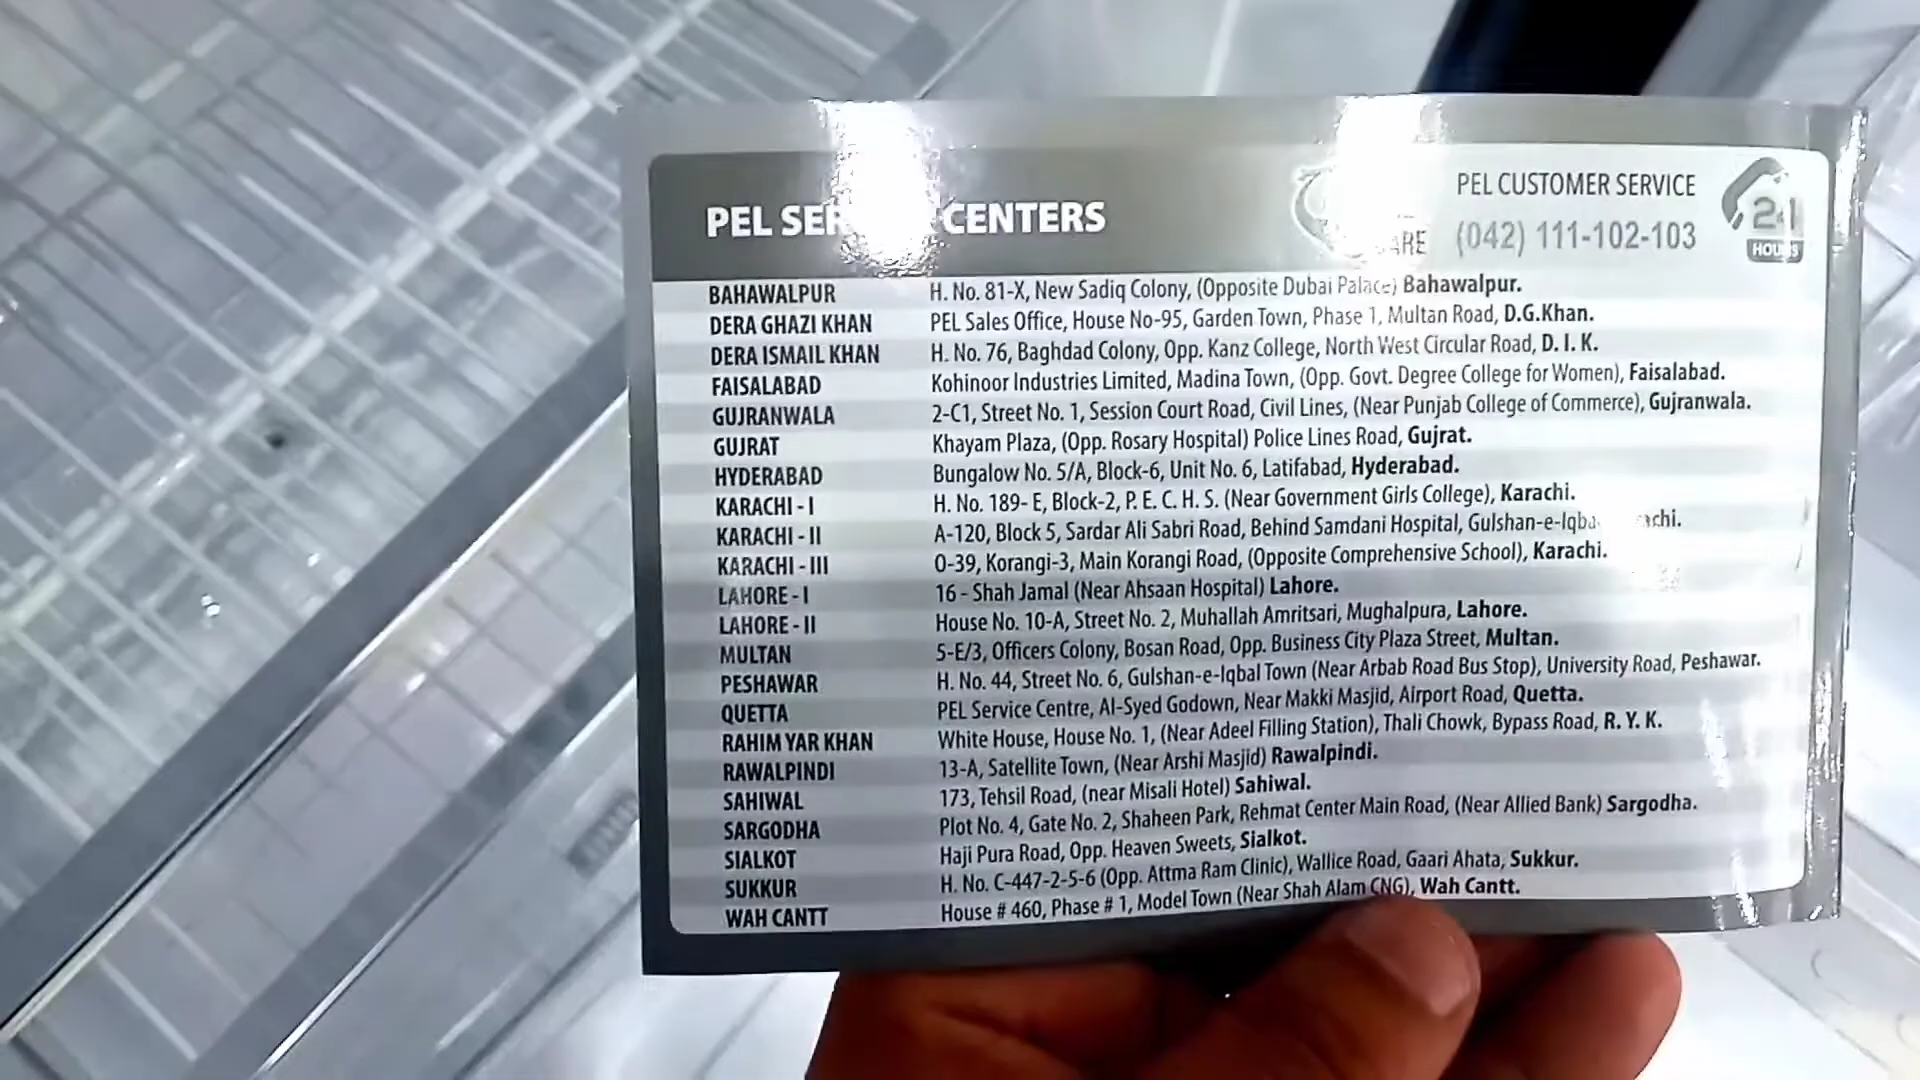 PEL CENTERS
PEL CUSTOMER SERVICE
(042) 111-102-103
24
HOURS
BAHAWALPUR H. No. 81-X, New Sadiq Colony, (Opposite Dubai Palace) Bahawalpur.
DERA GHAZI KHAN PEL Sales Office, House No-95, Garden Town, Phase 1, Multan Road, D.G.Khan.
DERA ISMAIL KHAN H. No. 76, Baghdad Colony, Opp. Kanz College, North West Circular Road, D. I. K.
FAISALABAD Kohinoor Industries Limited, Madina Town, (Opp. Govt. Degree College for Women), Faisalabad.
GUJRANWALA 2-C1, Street No. 1, Session Court Road, Civil Lines, (Near Punjab College of Commerce), Gujranwala.
GUJRAT Khayam Plaza, (Opp. Rosary Hospital) Police Lines Road, Gujrat.
HYDERABAD Bungalow No. 5/A, Block-6, Unit No. 6, Latifabad, Hyderabad.
KARACHI - I H. No. 189- E, Block-2, P. E. C. H. S. (Near Government Girls College), Karachi.
KARACHI - II A-120, Block 5, Sardar Ali Sabri Road, Behind Samdani Hospital,
KARACHI - III O-39, Korangi-3, Main Korangi Road, (Opposite Comprehensive School), Karachi.
LAHORE - I 16 - Shah Jamal (Near Ahsaan Hospital) Lahore.
LAHORE - II House No. 10-A, Street No. 2, Muhallah Amritsari, Mughalpura, Lahore.
MULTAN 5-E/3, Officers Colony, Bosan Road, Opp. Business City Plaza Street, Multan.
PESHAWAR H. No. 44, Street No. 6, Gulshan-e-Iqbal Town (Near Arbab Road Bus Stop), University Road, Peshawar.
QUETTA PEL Service Centre, Al-Syed Godown, Near Makki Masjid, Airport Road, Quetta.
RAHIM YAR KHAN White House, House No. 1, (Near Adeel Filling Station), Thali Chowk, Bypass Road, R. Y. K.
RAWALPINDI 13-A, Satellite Town, (Near Arshi Masjid) Rawalpindi.
SAHIWAL 173, Tehsil Road, (near Misali Hotel) Sahiwal.
SARGODHA Plot No. 4, Gate No. 2, Shaheen Park, Rehmat Center Main Road, (Near Allied Bank) Sargodha.
SIALKOT Haji Pura Road, Opp. Heaven Sweets, Sialkot.
SUKKUR H. No. C-447-2-5-6 (Opp. Attma Ram Clinic), Wallice Road, Gaari Ahata, Sukkur.
WAH CANTT House # 460, Phase # 1, Model Town (Near Shah Alam CNG), Wah Cantt.